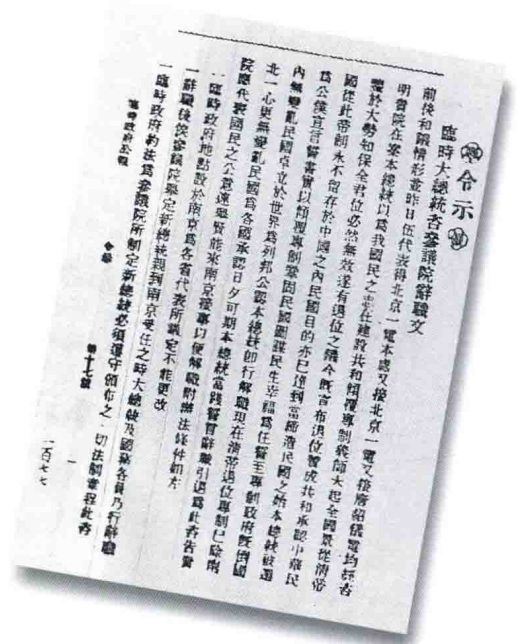 令示
臨時大總統咨參議院辭職文
前後和議情形並昨日伍代表得北京一電本處又接北京一電又接唐紹儀電均經咨
明貴院在案本總統以爲我國民之志在建設共和傾覆專制義師大起全國景從淸帝
鑒於大勢知保全君位必然無效遂有退位之議今旣宣布退位贊成共和承認中華民
國從此帝制永不留存於中國之內民國目的亦已達到當締造民國之始本總統被選
爲公僕宣言誓書實以傾覆專制鞏固民國圖謀民生幸福爲任誓至專制政府旣倒國
內無變亂民國卓立於世界爲列邦公認本總統卽行解職現在淸帝退位專制已除南
北一心更無變亂民國爲各國承認旦夕可期本總統當踐誓言辭職引退爲此咨告貴
院應代表國民之公意速舉賢能來南京接事以便解職附辦法條件如左
一臨時政府地點設於南京爲各省代表所議定不能更改
一辭職後俟參議院舉定新總統親到南京受任之時大總統及國務各員乃行辭職
一臨時政府約法爲參議院所制定新總統必須遵守頒布之一切法制章程此咨
臨時政府公報
令示
第十七號
一
二百七七